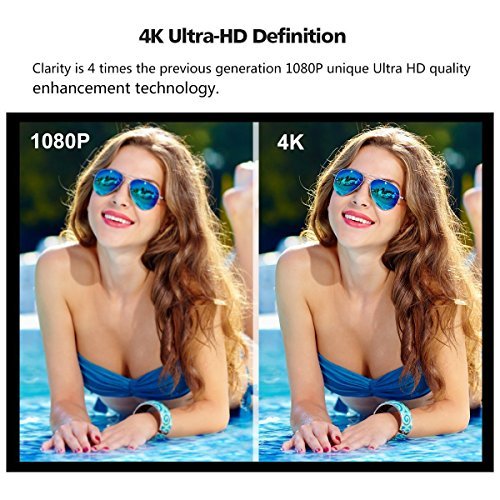 4K Ultra-HD Definition
Clarity is 4 times the previous generation 1080P unique Ultra HD quality
enhancement technology.
1080P
4K